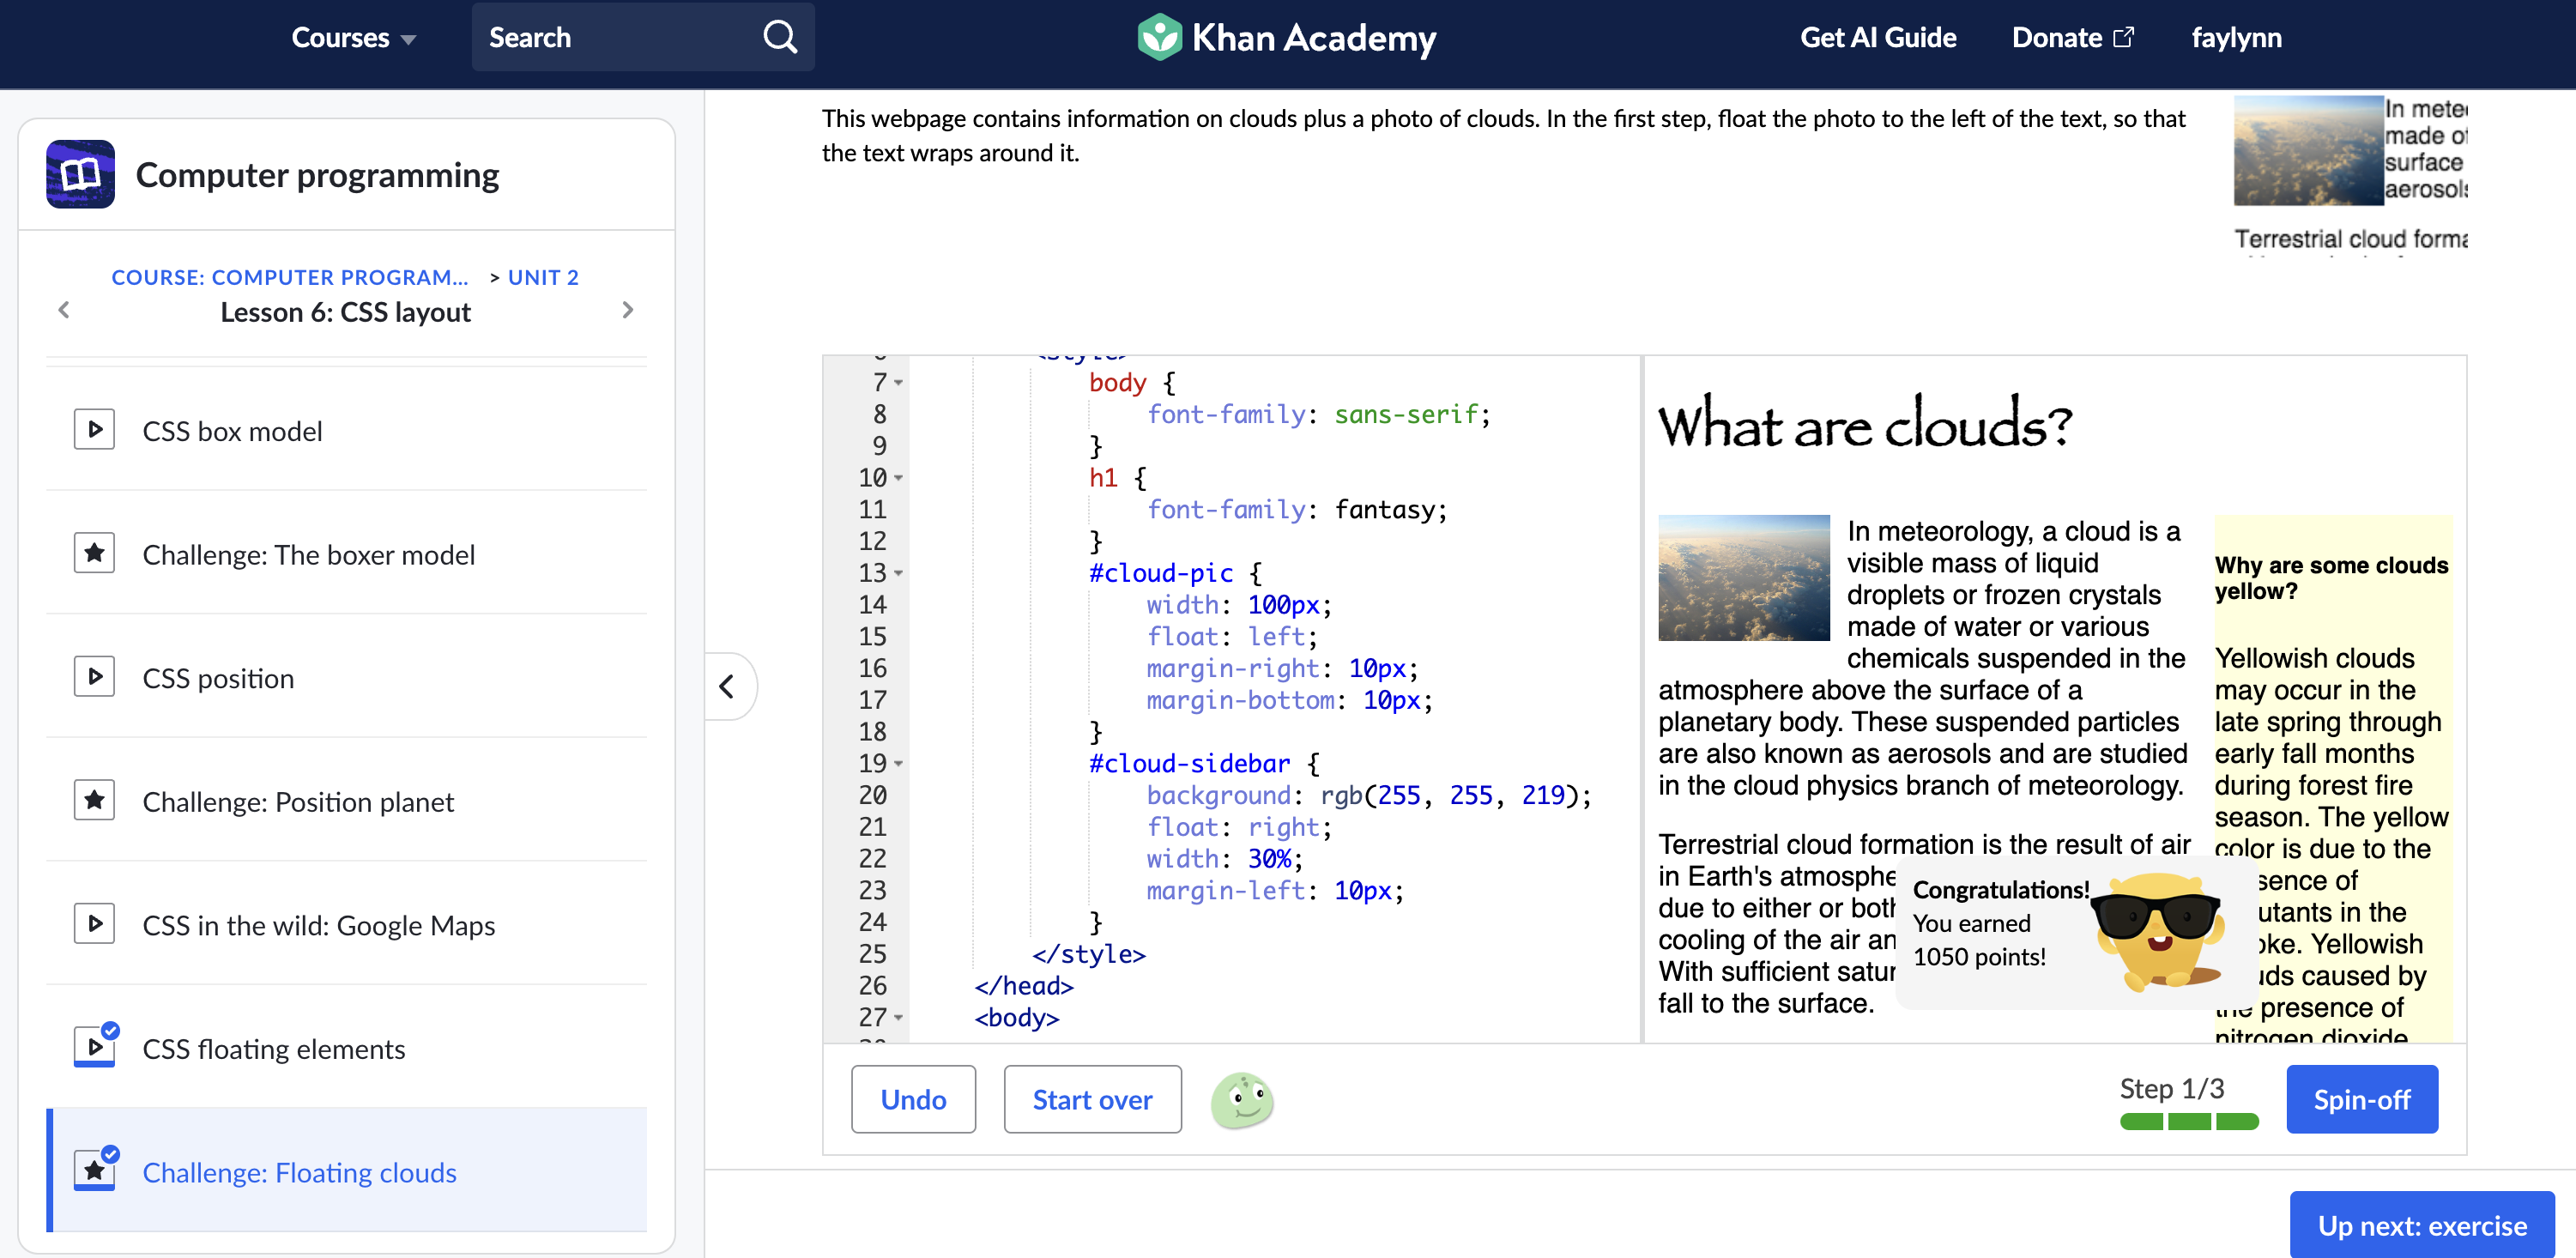 Courses
Search
Khan Academy
Get AI Guide
Donate
faylynn
Computer programming
COURSE: COMPUTER PROGRAM... > UNIT 2
Lesson 6: CSS layout
CSS box model
Challenge: The boxer model
CSS position
Challenge: Position planet
CSS in the wild: Google Maps
CSS floating elements
Challenge: Floating clouds
This webpage contains information on clouds plus a photo of clouds. In the first step, float the photo to the left of the text, so that
the text wraps around it.
In mete
made of
surface
aerosols
Terrestrial cloud forma
<style>
7 body {
8 font-family: sans-serif;
9 }
10 h1 {
11 font-family: fantasy;
12 }
13 #cloud-pic {
14 width: 100px;
15 float: left;
16 margin-right: 10px;
17 margin-bottom: 10px;
18 }
19 #cloud-sidebar {
20 background: rgb(255, 255, 219);
21 float: right;
22 width: 30%;
23 margin-left: 10px;
24 }
25 </style>
26 </head>
27 <body>
What are clouds?
In meteorology, a cloud is a
visible mass of liquid
droplets or frozen crystals
made of water or various
chemicals suspended in the
atmosphere above the surface of a
planetary body. These suspended particles
are also known as aerosols and are studied
in the cloud physics branch of meteorology.
Terrestrial cloud formation is the result of air
in Earth's atmosphe
due to either or both
cooling of the air an
With sufficient satur
fall to the surface.
Why are some clouds
yellow?
Yellowish clouds
may occur in the
late spring through
early fall months
during forest fire
season. The yellow
color is due to the
sence of
utants in the
oke. Yellowish
uds caused by
the presence of
nitrogen dioxide
Congratulations!
You earned
1050 points!
Undo
Start over
Step 1/3
Spin-off
Up next: exercise